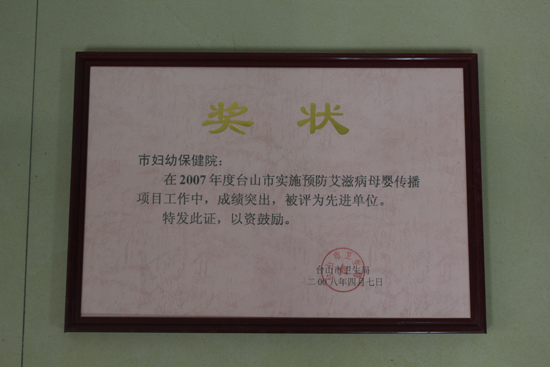 奖 状
市妇幼保健院：
在2007年度台山市实施预防艾滋病母婴传播
项目工作中，成绩突出，被评为先进单位。
特发此证，以资鼓励。
台山市卫生局
二00八年四月七日